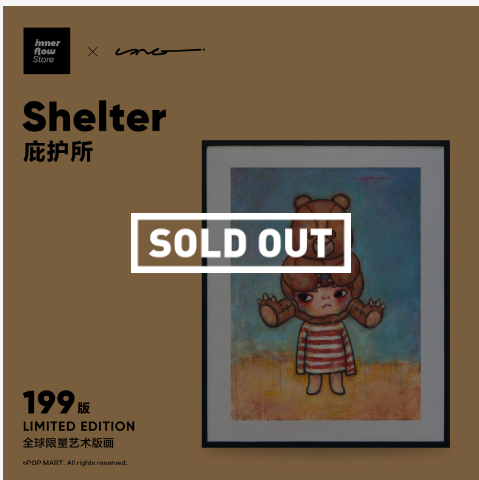 inner
flow
Store
×
Shelter
庇护所
SOLD OUT
199版
LIMITED EDITION
全球限量艺术版画
©POP MART. All rights reserved.